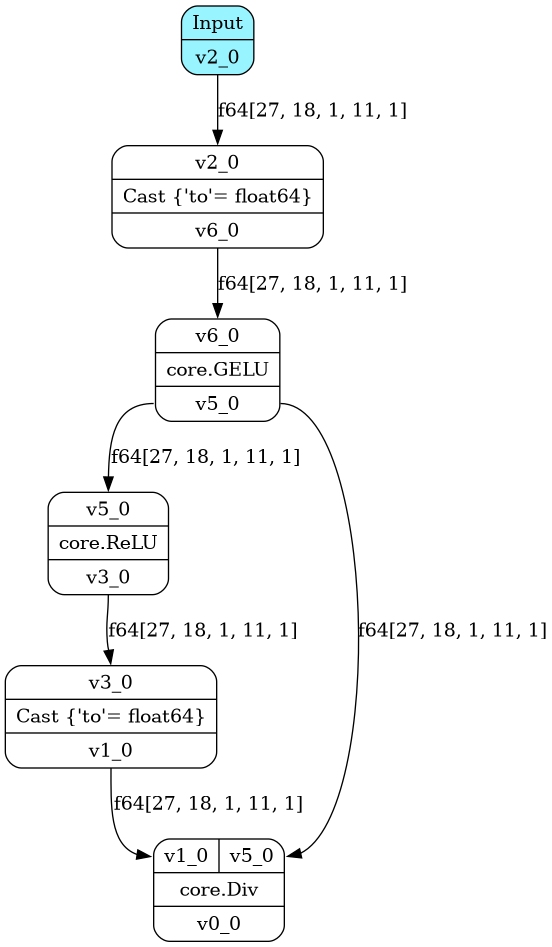 Input
v2_0
f64[27, 18, 1, 11, 1]
v2_0
Cast {'to'= float64}
v6_0
f64[27, 18, 1, 11, 1]
v6_0
core.GELU
v5_0
f64[27, 18, 1, 11, 1]
v5_0
core.ReLU
v3_0
f64[27, 18, 1, 11, 1]
f64[27, 18, 1, 11, 1]
v3_0
Cast {'to'= float64}
v1_0
f64[27, 18, 1, 11, 1]
v1_0 v5_0
core.Div
v0_0